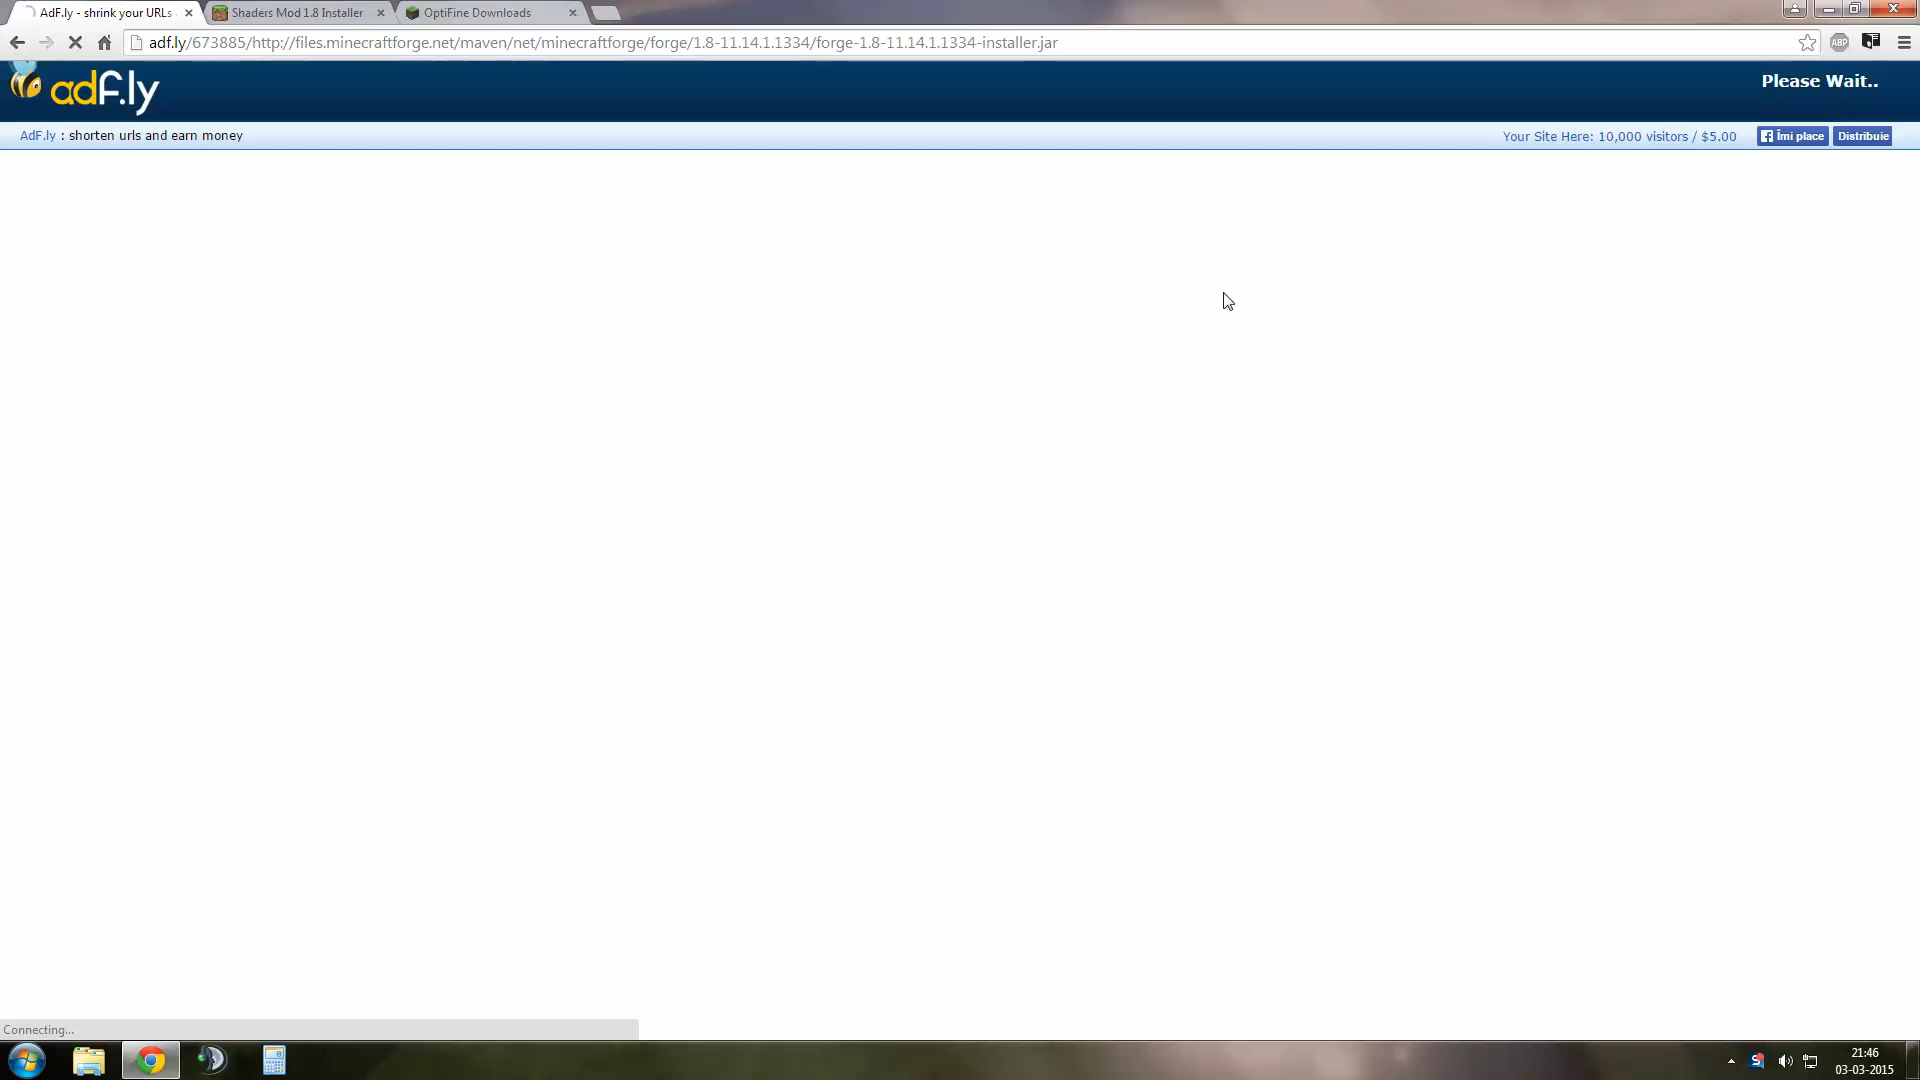 AdF.ly - shrink your URLs
Shaders Mod 1.8 Installer
OptiFine Downloads
adf.ly/673885/http://files.minecraftforge.net/maven/net/minecraftforge/forge/1.8-11.14.1.1334/forge-1.8-11.14.1.1334-installer.jar
ABP
adf.ly
Please Wait..
AdF.ly : shorten urls and earn money
Your Site Here: 10,000 visitors / $5.00
Îmi place
Distribuie
Connecting...
21:46
03-03-2015